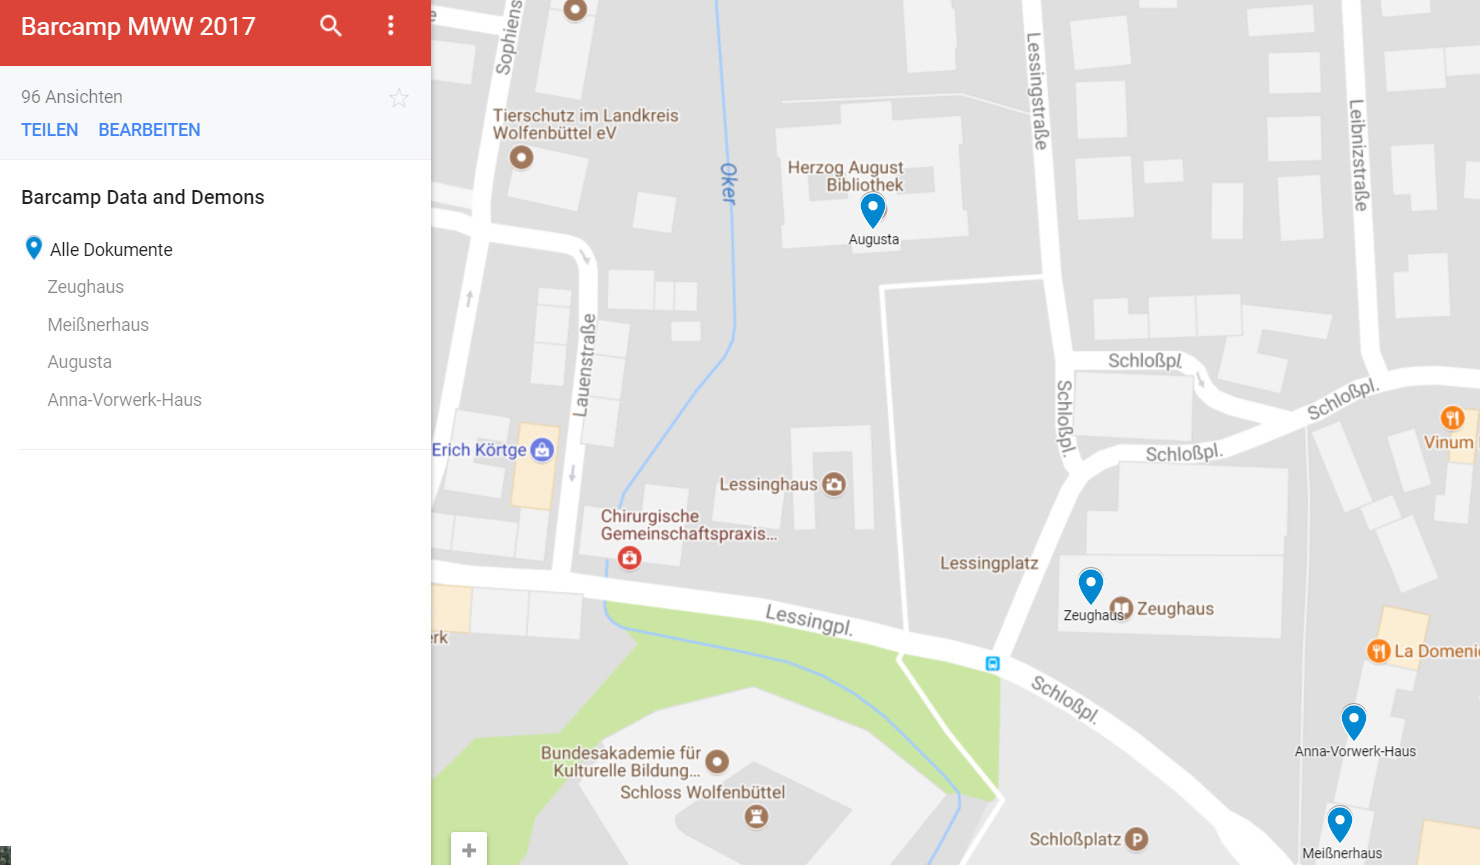 Barcamp MWW 2017
96 Ansichten
TEILEN BEARBEITEN
Barcamp Data and Demons
Alle Dokumente
Zeughaus
Meißnerhaus
Augusta
Anna-Vorwerk-Haus
Sophiens
Tierschutz im Landkreis
Wolfenbüttel eV
Oker
Herzog August
Bibliothek
Augusta
Lessingstraße
Leibnizstraße
Lauenstraße
Schloßpl.
Schloßpl.
Schloßpl.
Schloßpl.
Vinum
Erich Körtge
Lessinghaus
Chirurgische
Gemeinschaftspraxis...
Lessingplatz
Zeughaus
Zeughaus
Lessingpl.
erk
La Domeni
Schloßpl.
Anna-Vorwerk-Haus
Bundesakademie für
Kulturelle Bildung...
Schloss Wolfenbüttel
Schloßplatz P
Meißnerhaus
+